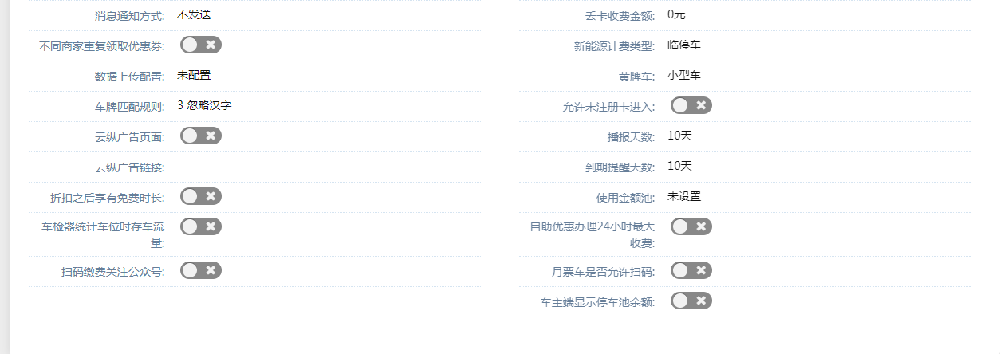 消息通知方式: 不发送
丢卡收费金额: 0元
不同商家重复领取优惠券:
新能源计费类型: 临停车
数据上传配置: 未配置
黄牌车: 小型车
车牌匹配规则: 3 忽略汉字
允许未注册卡进入:
云纵广告页面:
播报天数: 10天
云纵广告链接:
到期提醒天数: 10天
折扣之后享有免费时长:
使用金额池: 未设置
车检器统计车位时存车流
量:
自助优惠办理24小时最大
收费:
扫码缴费关注公众号:
月票车是否允许扫码:
车主端显示停车池余额: